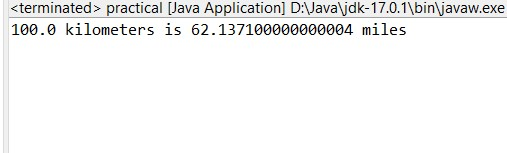 <terminated> practical [Java Application] D:\Java\jdk-17.0.1\bin\javaw.exe
100.0 kilometers is 62.137100000000004 miles